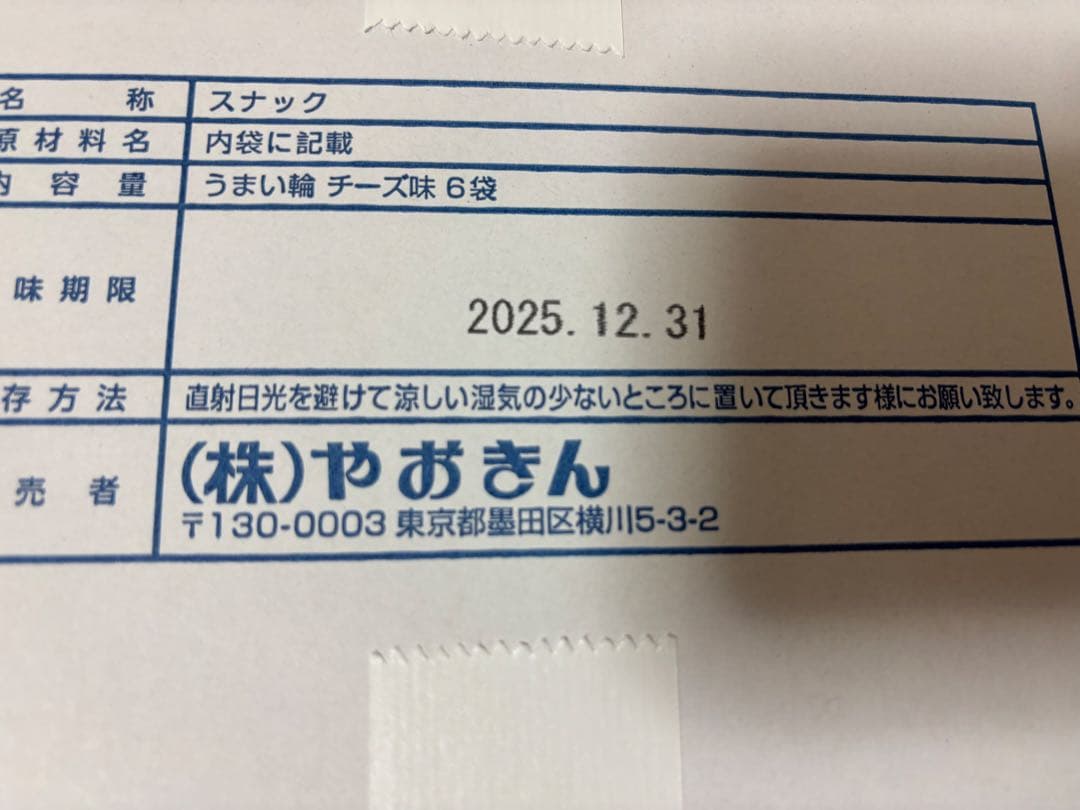 名称 スナック
原材料名 内袋に記載
内容量 うまい輪 チーズ味 6袋
味期限 2025.12.31
存方法 直射日光を避けて涼しい湿気の少ないところに置いて頂きます様にお願い致します。
売者 (株)やおきん
〒130-0003 東京都墨田区横川5-3-2